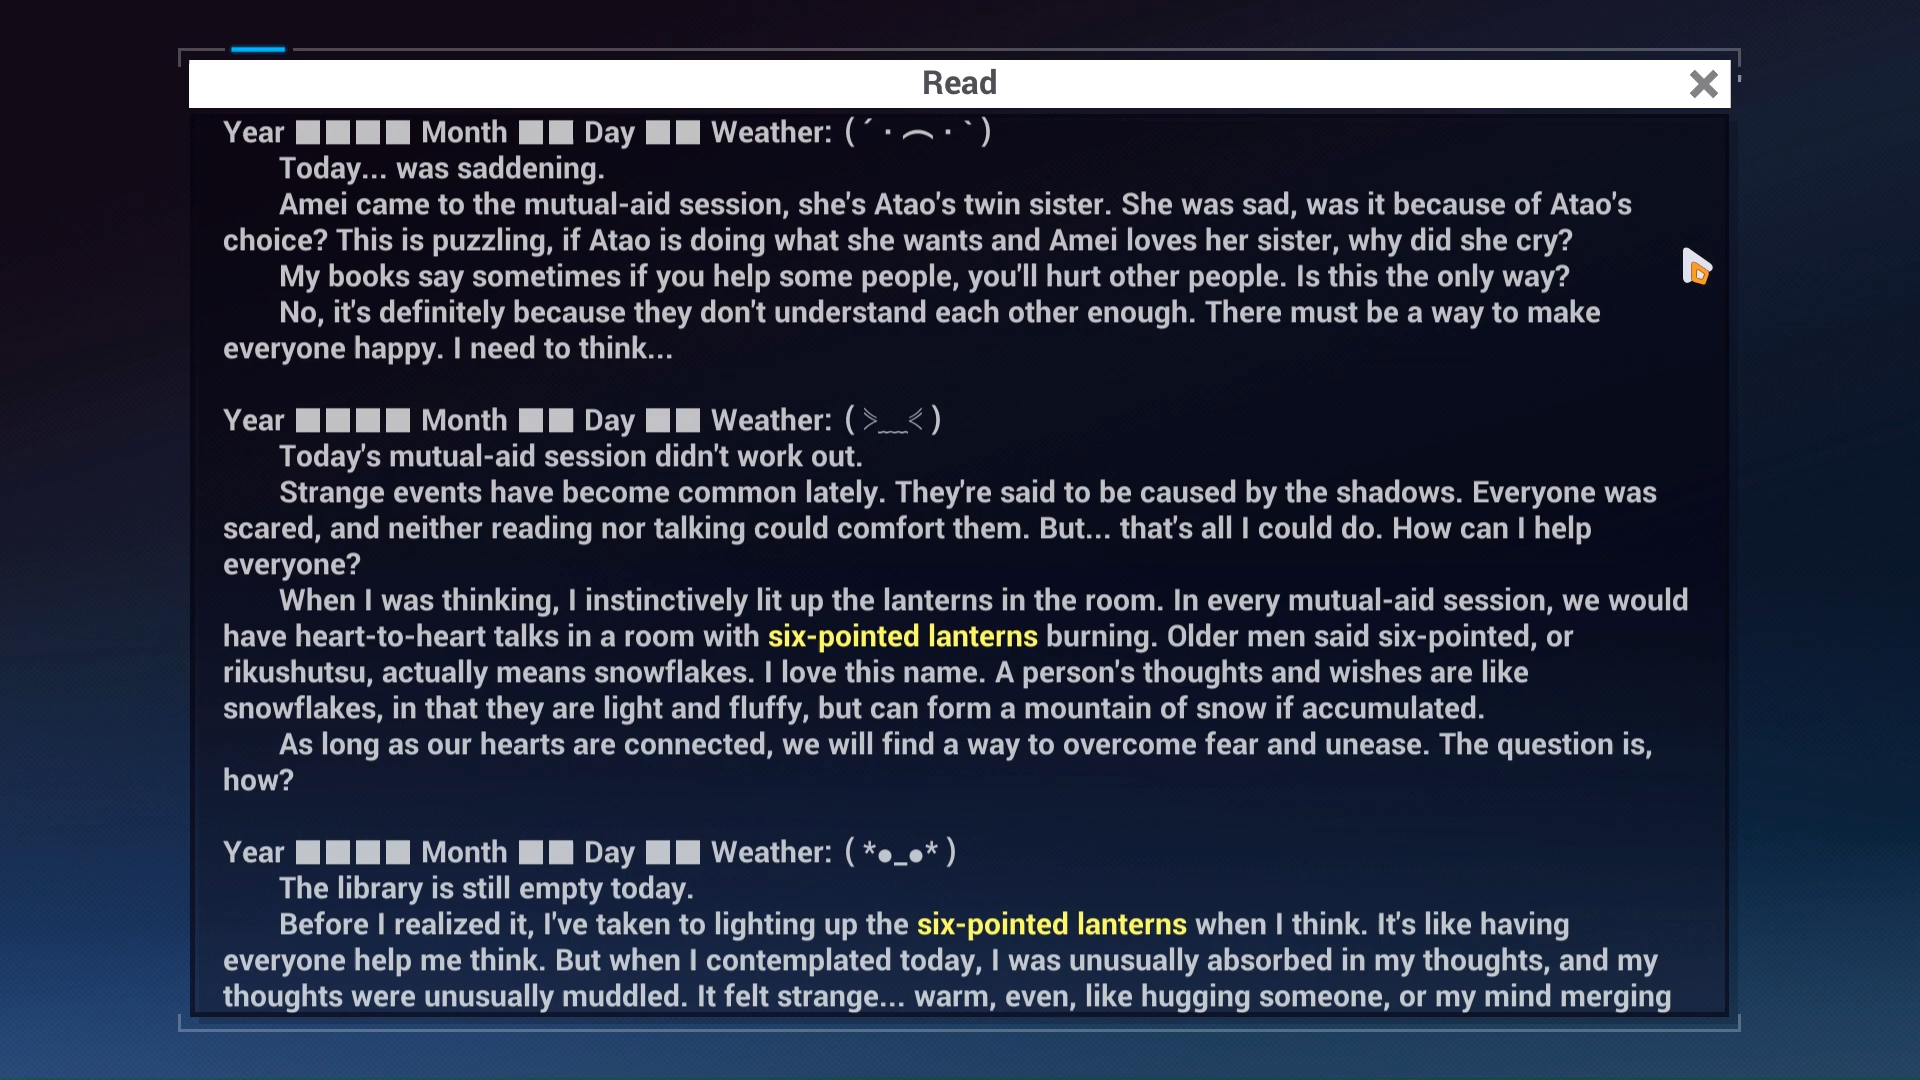 Read
Year ■■■■ Month ■■ Day ■■ Weather: ( ´ · ⌒ · ` )
Today... was saddening.
Amei came to the mutual-aid session, she's Atao's twin sister. She was sad, was it because of Atao's
choice? This is puzzling, if Atao is doing what she wants and Amei loves her sister, why did she cry?
My books say sometimes if you help some people, you'll hurt other people. Is this the only way?
No, it's definitely because they don't understand each other enough. There must be a way to make
everyone happy. I need to think...
Year ■■■■ Month ■■ Day ■■ Weather: ( ⪢﹏⪡ )
Today's mutual-aid session didn't work out.
Strange events have become common lately. They're said to be caused by the shadows. Everyone was
scared, and neither reading nor talking could comfort them. But... that's all I could do. How can I help
everyone?
When I was thinking, I instinctively lit up the lanterns in the room. In every mutual-aid session, we would
have heart-to-heart talks in a room with six-pointed lanterns burning. Older men said six-pointed, or
rikushutsu, actually means snowflakes. I love this name. A person's thoughts and wishes are like
snowflakes, in that they are light and fluffy, but can form a mountain of snow if accumulated.
As long as our hearts are connected, we will find a way to overcome fear and unease. The question is,
how?
Year ■■■■ Month ■■ Day ■■ Weather: ( *●_●* )
The library is still empty today.
Before I realized it, I've taken to lighting up the six-pointed lanterns when I think. It's like having
everyone help me think. But when I contemplated today, I was unusually absorbed in my thoughts, and my
thoughts were unusually muddled. It felt strange... warm, even, like hugging someone, or my mind merging